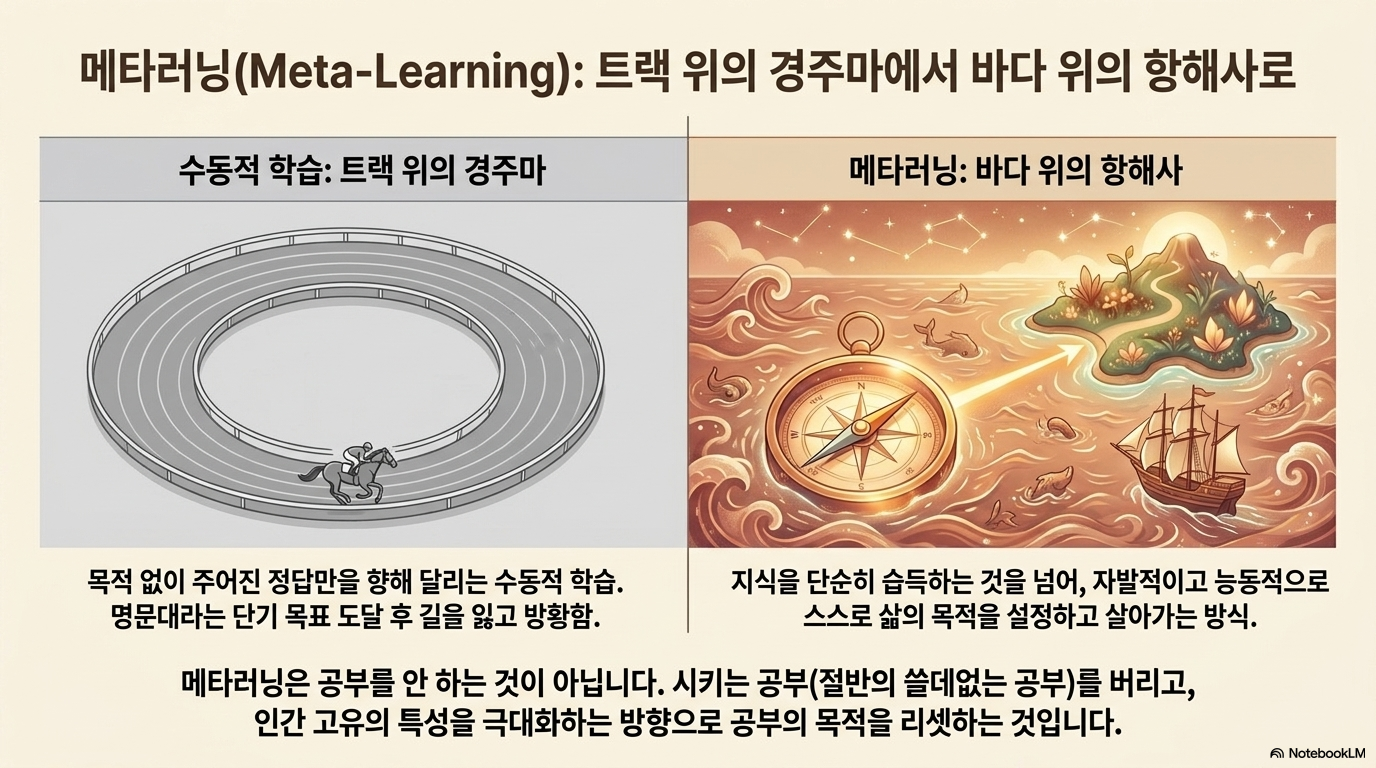 메타러닝(Meta-Learning): 트랙 위의 경주마에서 바다 위의 항해사로
수동적 학습: 트랙 위의 경주마
메타러닝: 바다 위의 항해사
N
W
S
목적 없이 주어진 정답만을 향해 달리는 수동적 학습.
명문대라는 단기 목표 도달 후 길을 잃고 방황함.
지식을 단순히 습득하는 것을 넘어, 자발적이고 능동적으로
스스로 삶의 목적을 설정하고 살아가는 방식.
메타러닝은 공부를 안 하는 것이 아닙니다. 시키는 공부(절반의 쓸데없는 공부)를 버리고,
인간 고유의 특성을 극대화하는 방향으로 공부의 목적을 리셋하는 것입니다.
NotebookLM